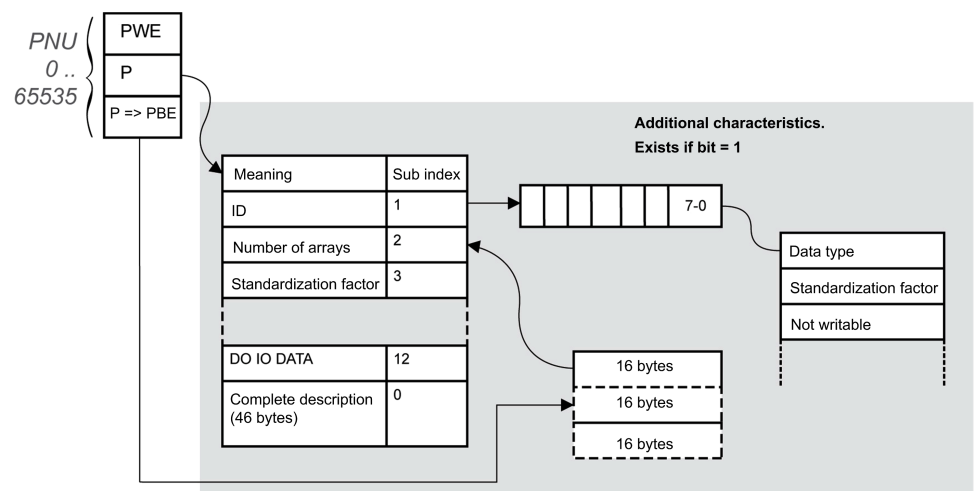 PNU
0 ..
65535
PWE
P
P => PBE
Additional characteristics.
Exists if bit = 1
Meaning
Sub index
ID
1
Number of arrays
2
Standardization factor
3
DO IO DATA
12
Complete description
(46 bytes)
0
7-0
Data type
Standardization factor
Not writable
16 bytes
16 bytes
16 bytes